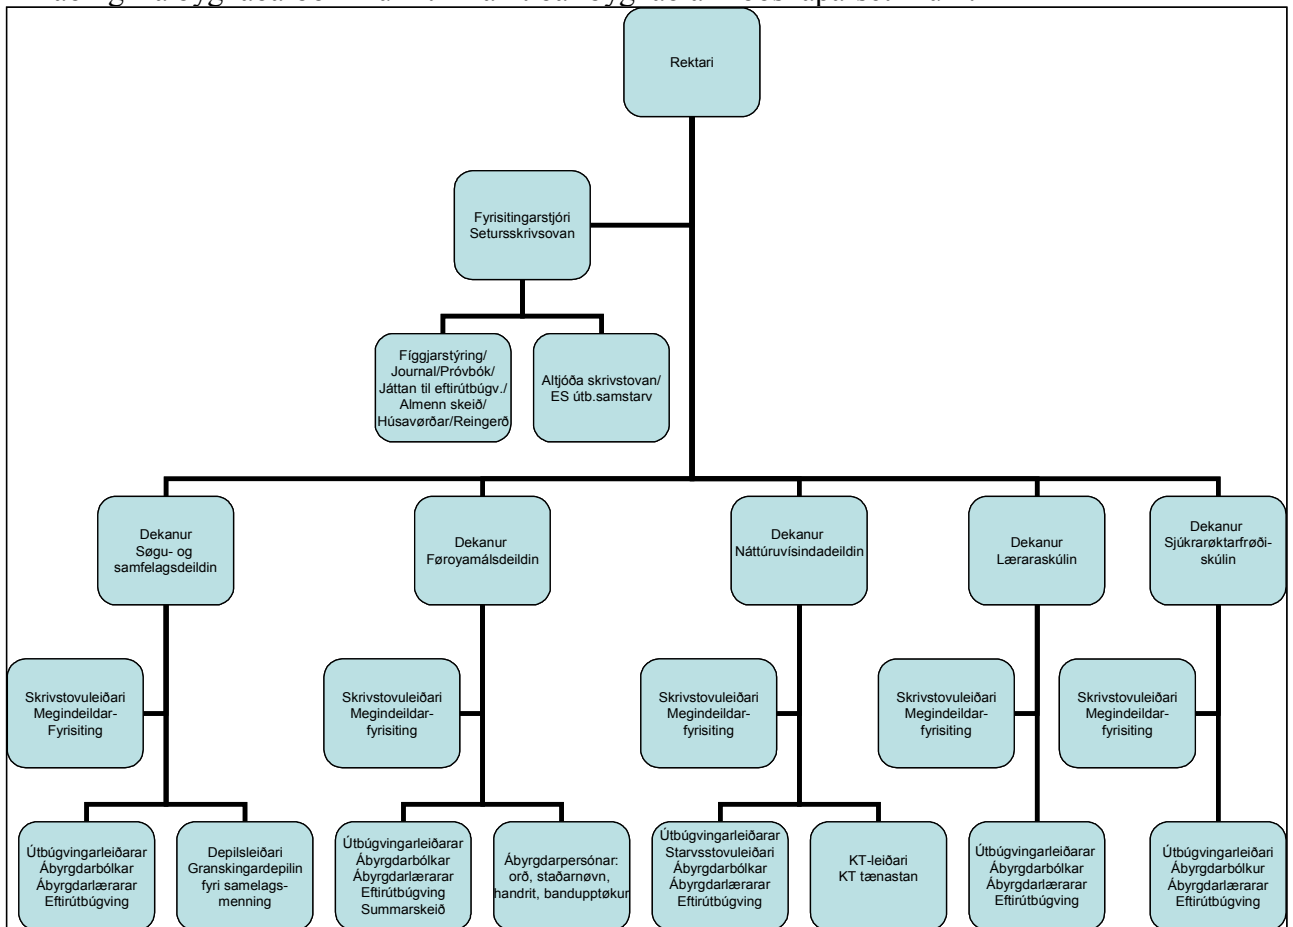 Rektari
Fyrisitingarstjóri
Setursskrivsovan
Fíggjarstýring/
Journal/Próvbók/
Játtan til eftirútbúgv./
Almenn skeið/
Húsavørðar/Reingerð
Altjóða skrivstovan/
ES útb.samstarv
Dekanur
Søgu- og
samfelagsdeildin
Dekanur
Føroyamálsdeildin
Dekanur
Náttúruvísindadeildin
Dekanur
Læraraskúlin
Dekanur
Sjúkrarøktarfrøði-
skúlin
Skrivstovuleiðari
Megindeildar-
Fyrisiting
Skrivstovuleiðari
Megindeildar-
fyrisiting
Skrivstovuleiðari
Megindeildar-
fyrisiting
Skrivstovuleiðari
Megindeildar-
fyrisiting
Skrivstovuleiðari
Megindeildar-
fyrisiting
Útbúgvingarleiðarar
Ábyrgdarbólkar
Ábyrgdarlærarar
Eftirútbúgving
Depilsleiðari
Granskingardepilin
fyri samelags-
menning
Útbúgvingarleiðarar
Ábyrgdarbólkar
Ábyrgdarlærarar
Eftirútbúgving
Summarskeið
Ábyrgdarpersónar:
orð, staðarnøvn,
handrit, bandupptøkur
Útbúgvingarleiðarar
Starvsstovuleiðari
Ábyrgdarbólkar
Ábyrgdarlærarar
Eftirútbúgving
KT-leiðari
KT tænastan
Útbúgvingarleiðarar
Ábyrgdarbólkar
Ábyrgdarlærarar
Eftirútbúgving
Útbúgvingarleiðari
Ábyrgdarbólkur
Ábyrgdarlærarar
Eftirútbúgving